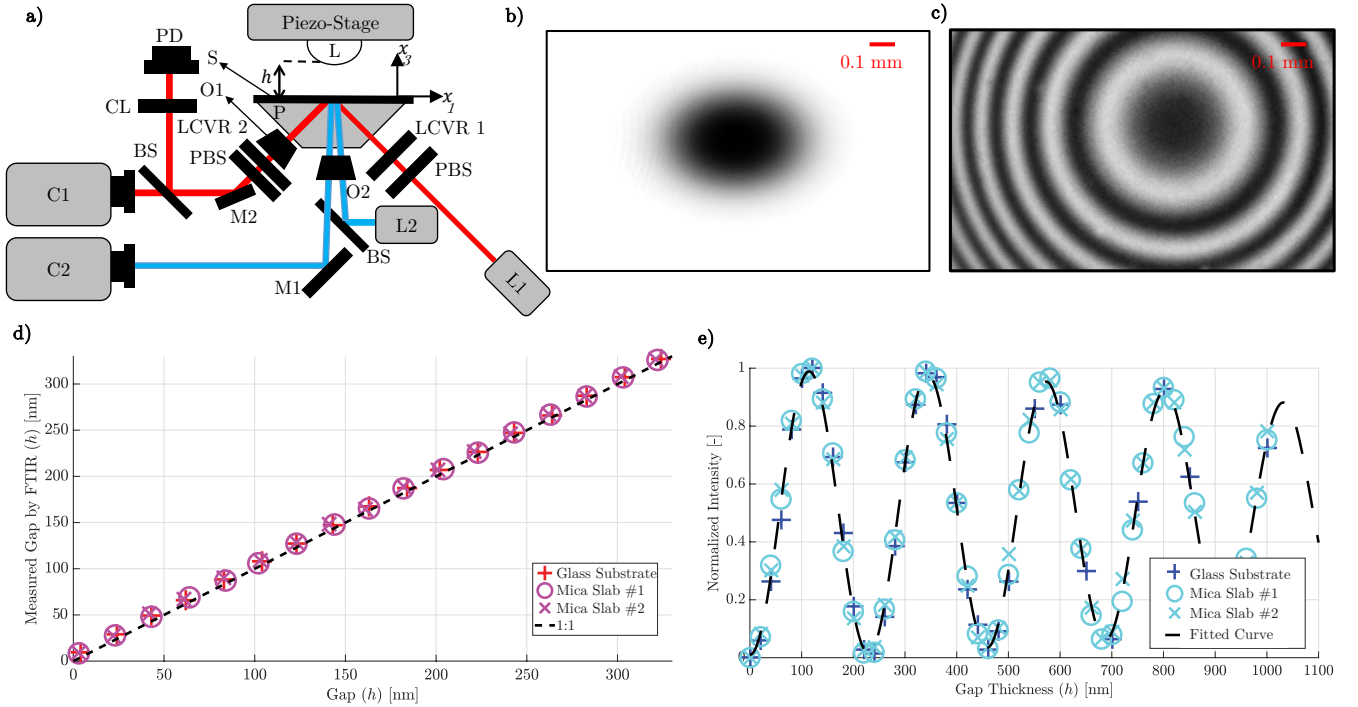 a)
Piezo-Stage
L
PD
S
h
x3
O1
P
x1
CL
LCVR 2
LCVR 1
BS
PBS
PBS
C1
O2
M2
L2
C2
BS
M1
L1
b)
0.1 mm
c)
0.1 mm
d)
Measured Gap by FTIR (h) [nm]
300
250
200
150
100
50
0
0
50
100
150
200
250
300
Gap (h) [nm]
Glass Substrate
Mica Slab #1
Mica Slab #2
1:1
e)
Normalized Intensity [-]
1
0.8
0.6
0.4
0.2
0
0
100
200
300
400
500
600
700
800
900
1000
1100
Gap Thickness (h) [nm]
Glass Substrate
Mica Slab #1
Mica Slab #2
Fitted Curve